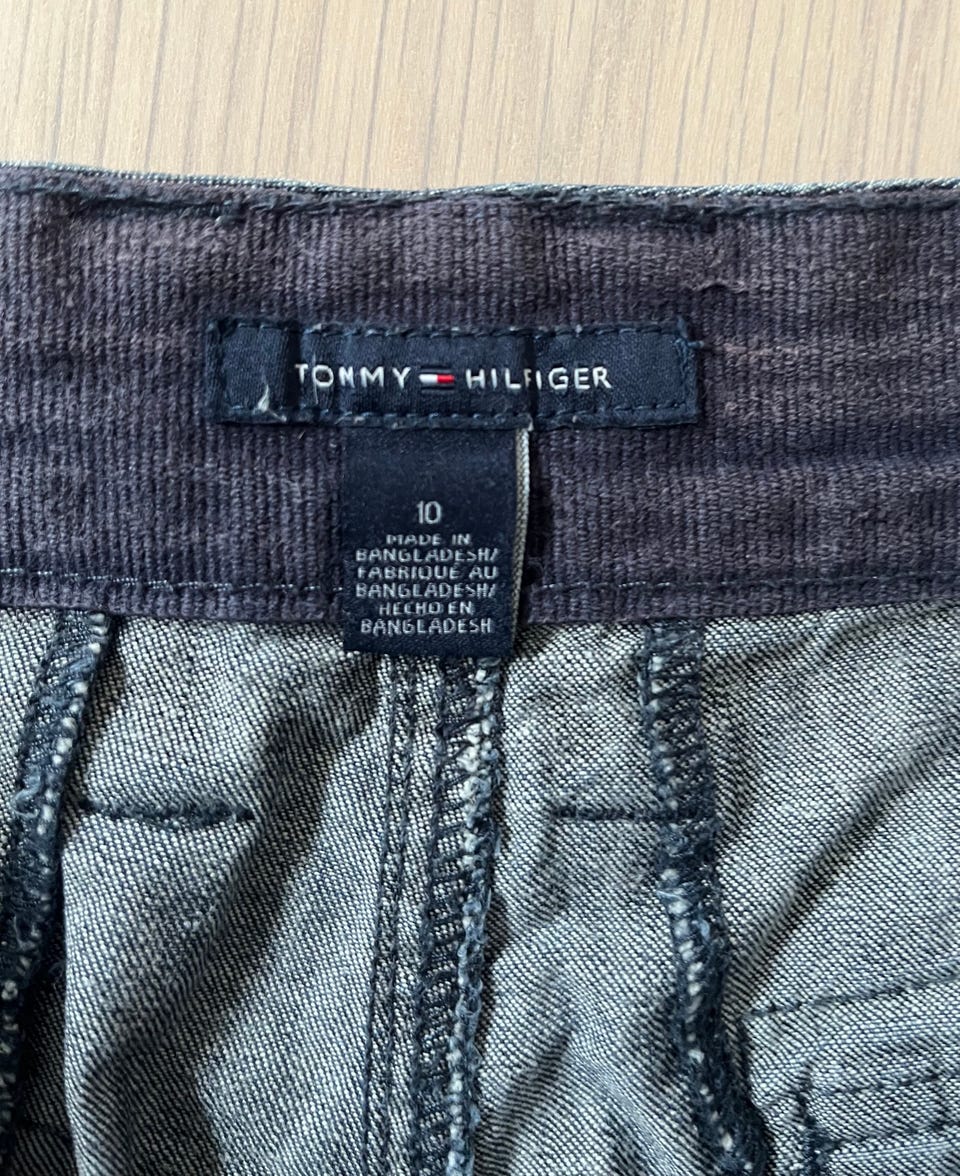 TOMMY HILFIGER
10
MADE IN
BANGLADESH/
FABRIQUÉ AU
BANGLADESH/
HECHO EN
BANGLADESH